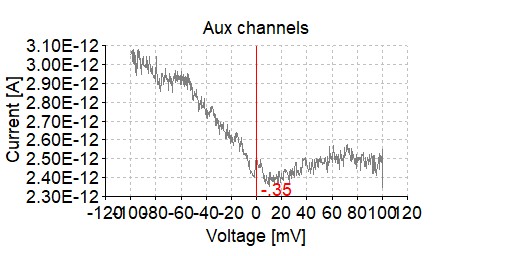 Aux channels
3.10E-12
3.00E-12
2.90E-12
2.80E-12
2.70E-12
2.60E-12
2.50E-12
2.40E-12
2.30E-12
Current [A]
-.35
-120 -100 -80 -60 -40 -20 0 20 40 60 80 100 120
Voltage [mV]